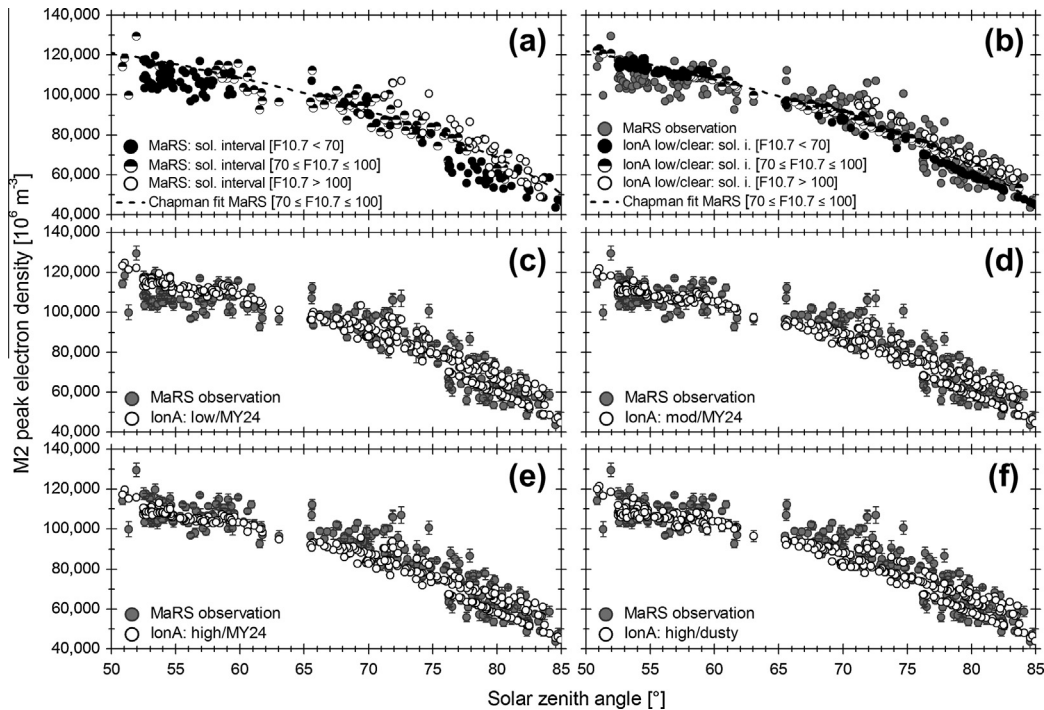 M2 peak electron density [10⁶ m⁻³]
140,000
120,000
100,000
80,000
60,000
40,000
(a)
MaRS: sol. interval [F10.7 < 70]
MaRS: sol. interval [70 ≤ F10.7 ≤ 100]
MaRS: sol. interval [F10.7 > 100]
Chapman fit MaRS [70 ≤ F10.7 ≤ 100]
(b)
MaRS observation
IonA low/clear: sol. i. [F10.7 < 70]
IonA low/clear: sol. i. [70 ≤ F10.7 ≤ 100]
IonA low/clear: sol. i. [F10.7 > 100]
Chapman fit MaRS [70 ≤ F10.7 ≤ 100]
140,000
120,000
100,000
80,000
60,000
40,000
(c)
MaRS observation
IonA: low/MY24
(d)
MaRS observation
IonA: mod/MY24
140,000
120,000
100,000
80,000
60,000
40,000
(e)
MaRS observation
IonA: high/MY24
(f)
MaRS observation
IonA: high/dusty
50 55 60 65 70 75 80 85
50 55 60 65 70 75 80 85
Solar zenith angle [°]